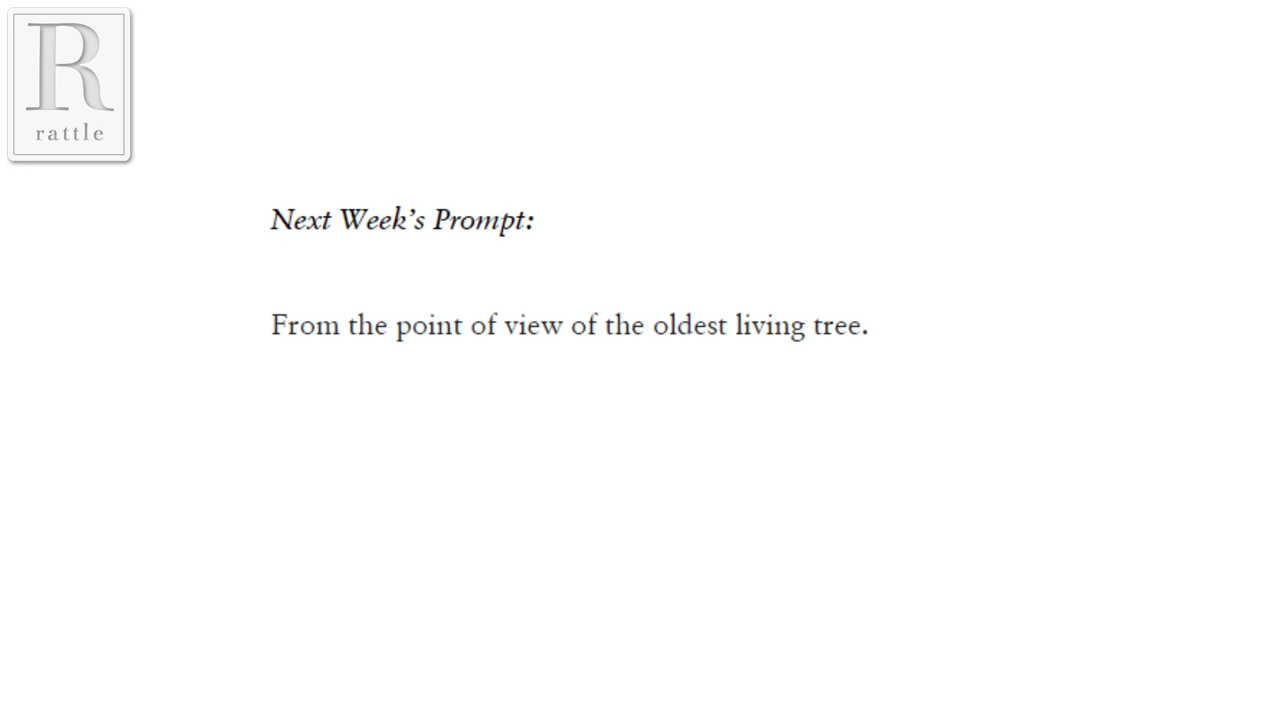 R
rattle
Next Week's Prompt:
From the point of view of the oldest living tree.